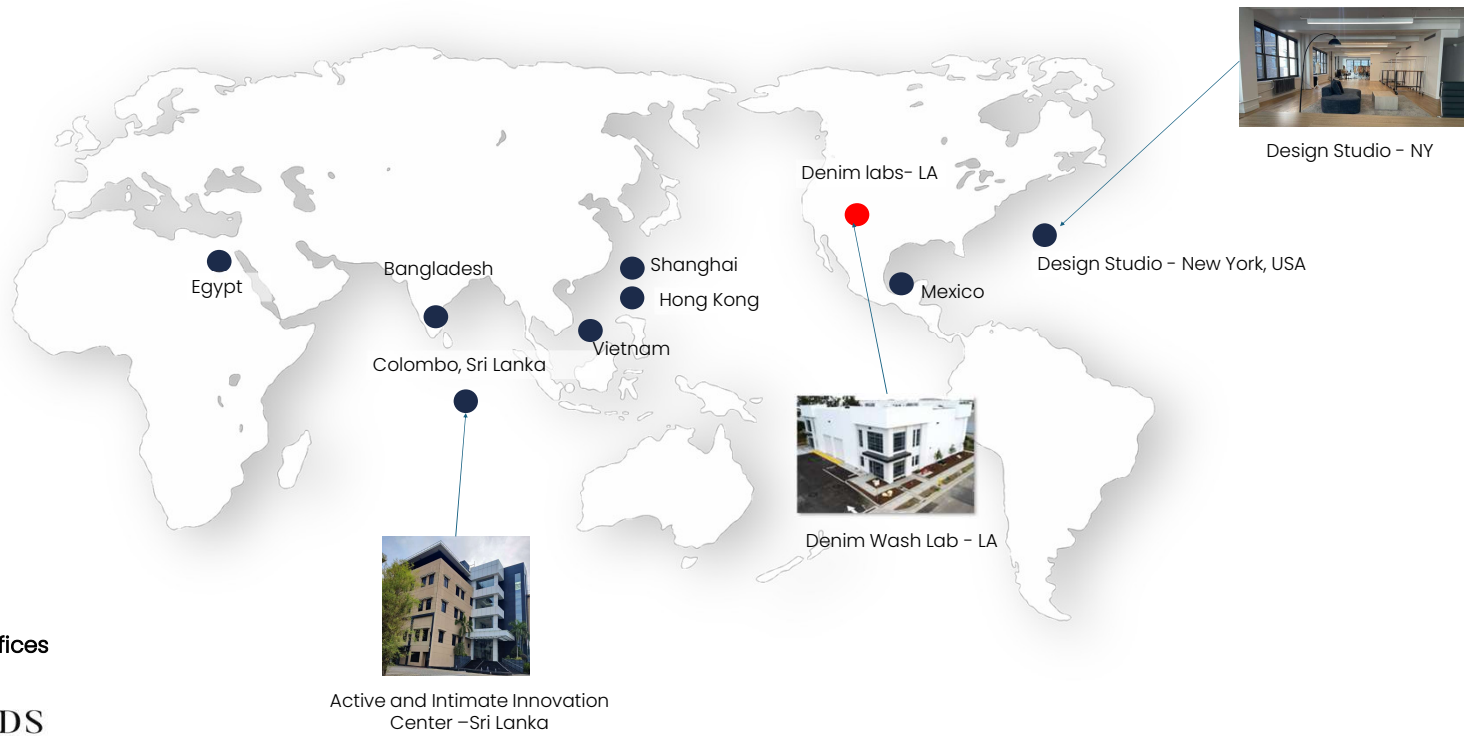 Design Studio - NY
Denim labs- LA
Design Studio - New York, USA
Egypt
Bangladesh
Shanghai
Hong Kong
Mexico
Vietnam
Colombo, Sri Lanka
Denim Wash Lab - LA
fices
Active and Intimate Innovation
Center –Sri Lanka
DS